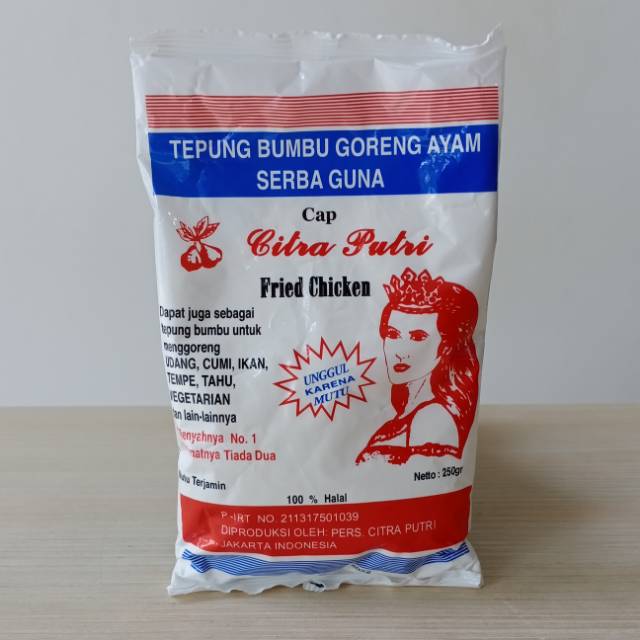 TEPUNG BUMBU GORENG AYAM
SERBA GUNA
Cap
Citra Putri
Fried Chicken
Dapat juga sebagai
tepung bumbu untuk
menggoreng
UDANG, CUMI, IKAN,
TEMPE, TAHU,
VEGETARIAN
dan lain-lainnya
No. 1
Tiada Dua
Mutu Terjamin
UNGGUL
KARENA
MUTU
Netto : 250gr
100 % Halal
P-IRT NO. 211317501039
DIPRODUKSI OLEH: PERS. CITRA PUTRI
JAKARTA INDONESIA